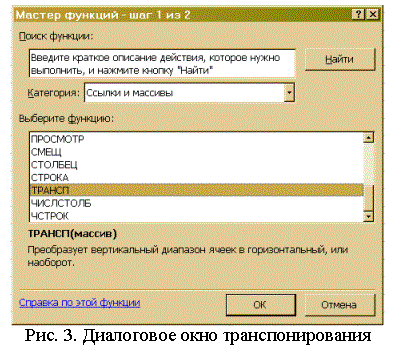 Мастер функций - шаг 1 из 2
Поиск функции:
Введите краткое описание действия, которое нужно
выполнить, и нажмите кнопку "Найти"
Найти
Категория: Ссылки и массивы
Выберите функцию:
ПРОСМОТР
СМЕЩ
СТОЛБЕЦ
СТРОКА
ТРАНСП
ЧИСЛСТОЛБ
ЧСТРОК
ТРАНСП(массив)
Преобразует вертикальный диапазон ячеек в горизонтальный, или
наоборот.
Справка по этой функции
ОК
Отмена
Рис. 3. Диалоговое окно транспонирования